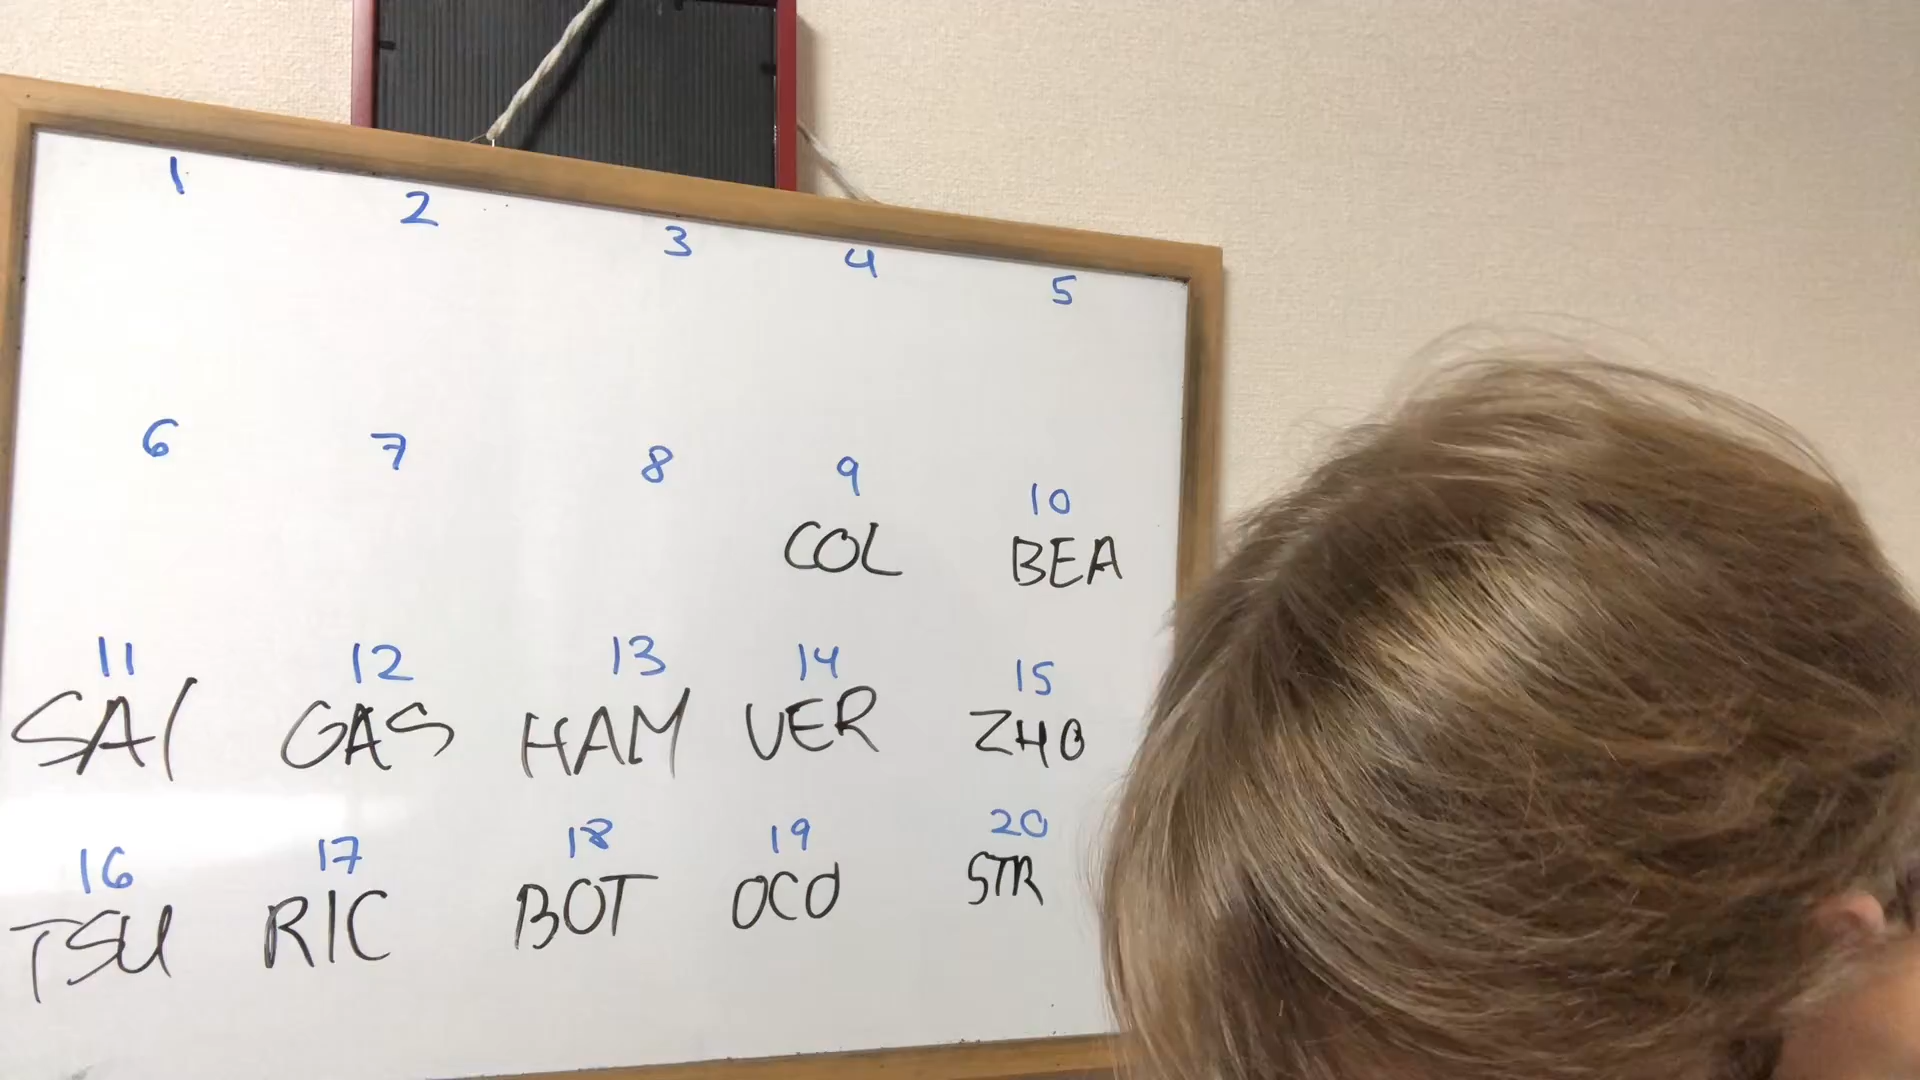 1 2 3 4 5
6 7 8 9 10
COL BEA
11 12 13 14 15
SAI GAS HAM VER ZHO
16 17 18 19 20
TSU RIC BOT OCO STR